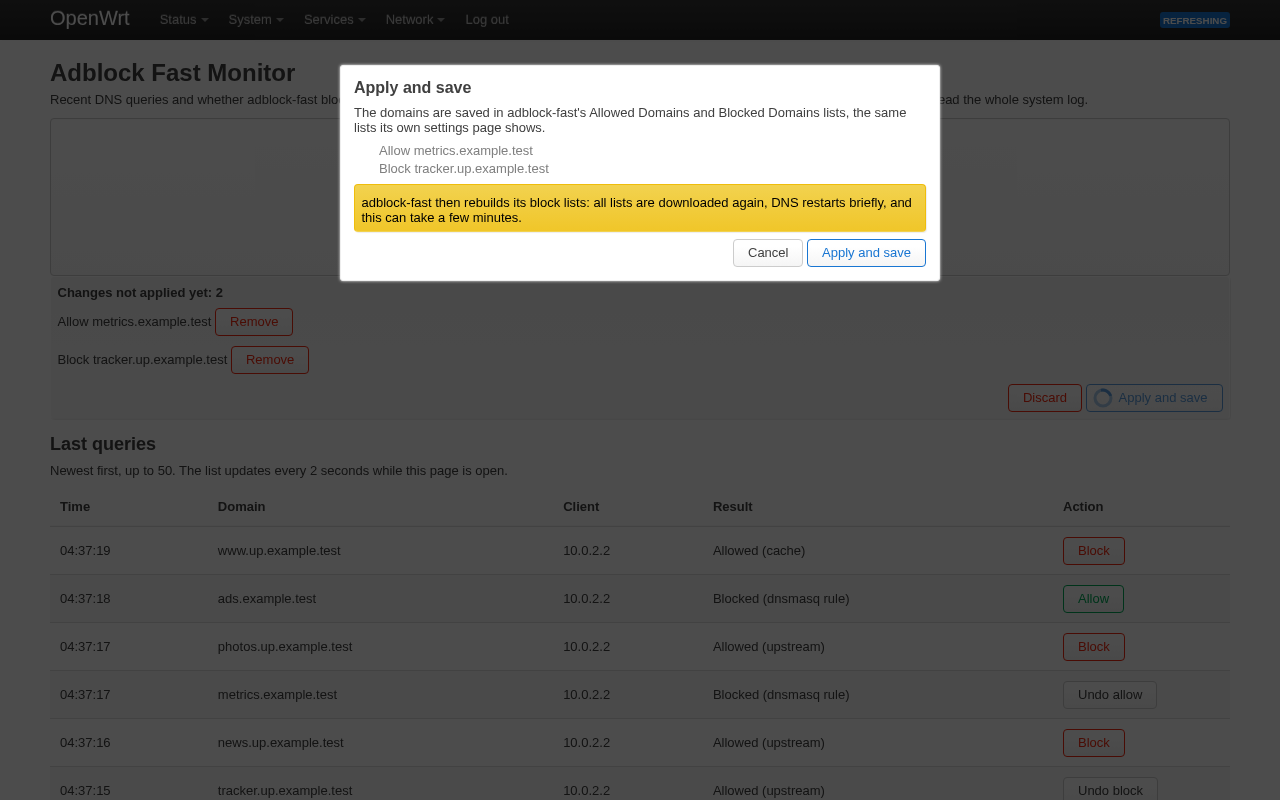 OpenWrt Status System Services Network Log out REFRESHING
Adblock Fast Monitor
Recent DNS queries and whether adblock-fast blo ead the whole system log.
Apply and save
The domains are saved in adblock-fast's Allowed Domains and Blocked Domains lists, the same
lists its own settings page shows.
Allow metrics.example.test
Block tracker.up.example.test
adblock-fast then rebuilds its block lists: all lists are downloaded again, DNS restarts briefly, and
this can take a few minutes.
Cancel Apply and save
Changes not applied yet: 2
Allow metrics.example.test Remove
Block tracker.up.example.test Remove
Discard Apply and save
Last queries
Newest first, up to 50. The list updates every 2 seconds while this page is open.
Time Domain Client Result Action
04:37:19 www.up.example.test 10.0.2.2 Allowed (cache) Block
04:37:18 ads.example.test 10.0.2.2 Blocked (dnsmasq rule) Allow
04:37:17 photos.up.example.test 10.0.2.2 Allowed (upstream) Block
04:37:17 metrics.example.test 10.0.2.2 Blocked (dnsmasq rule) Undo allow
04:37:16 news.up.example.test 10.0.2.2 Allowed (upstream) Block
04:37:15 tracker.up.example.test 10.0.2.2 Allowed (upstream) Undo block